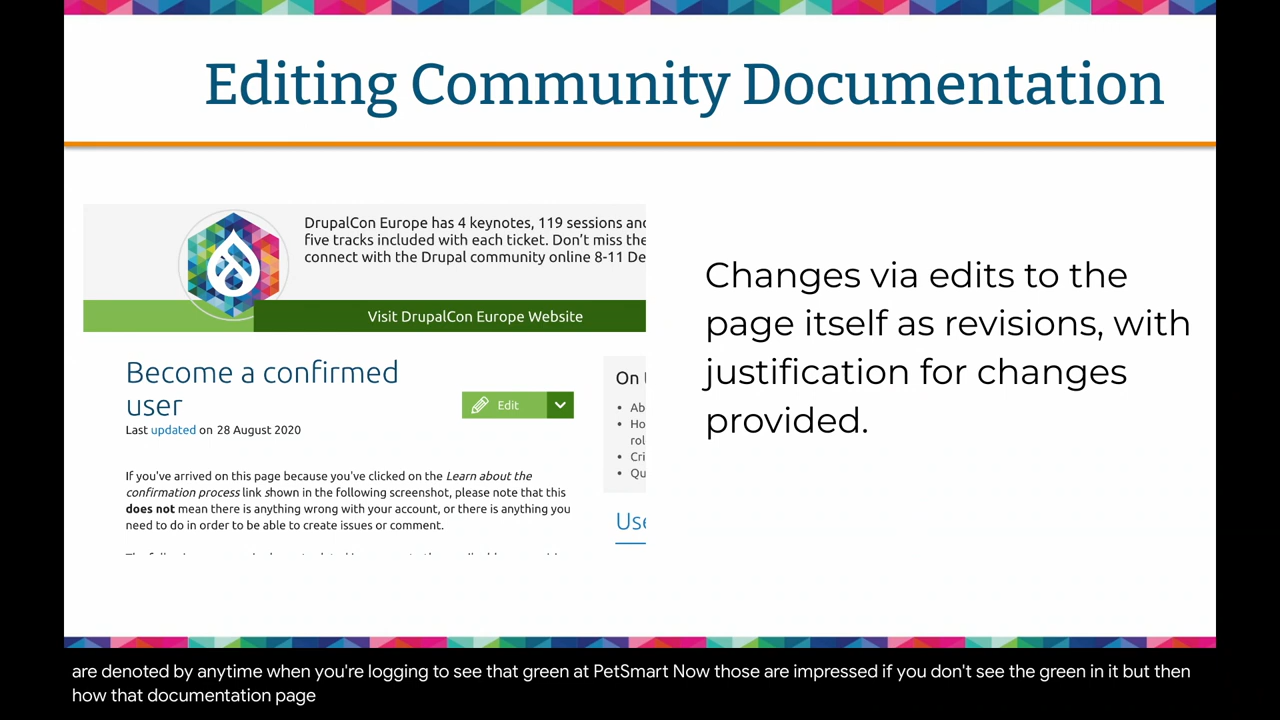 Editing Community Documentation
DrupalCon Europe has 4 keynotes, 119 sessions and
five tracks included with each ticket. Don't miss the
connect with the Drupal community online 8-11 De
Visit DrupalCon Europe Website
Become a confirmed
user
Edit
Last updated on 28 August 2020
If you've arrived on this page because you've clicked on the Learn about the
confirmation process link shown in the following screenshot, please note that this
does not mean there is anything wrong with your account, or there is anything you
need to do in order to be able to create issues or comment.
On
Ab
Ho
rol
Cri
Qu
Use
Changes via edits to the
page itself as revisions, with
justification for changes
provided.
are denoted by anytime when you're logging to see that green at PetSmart Now those are impressed if you don't see the green in it but then
how that documentation page